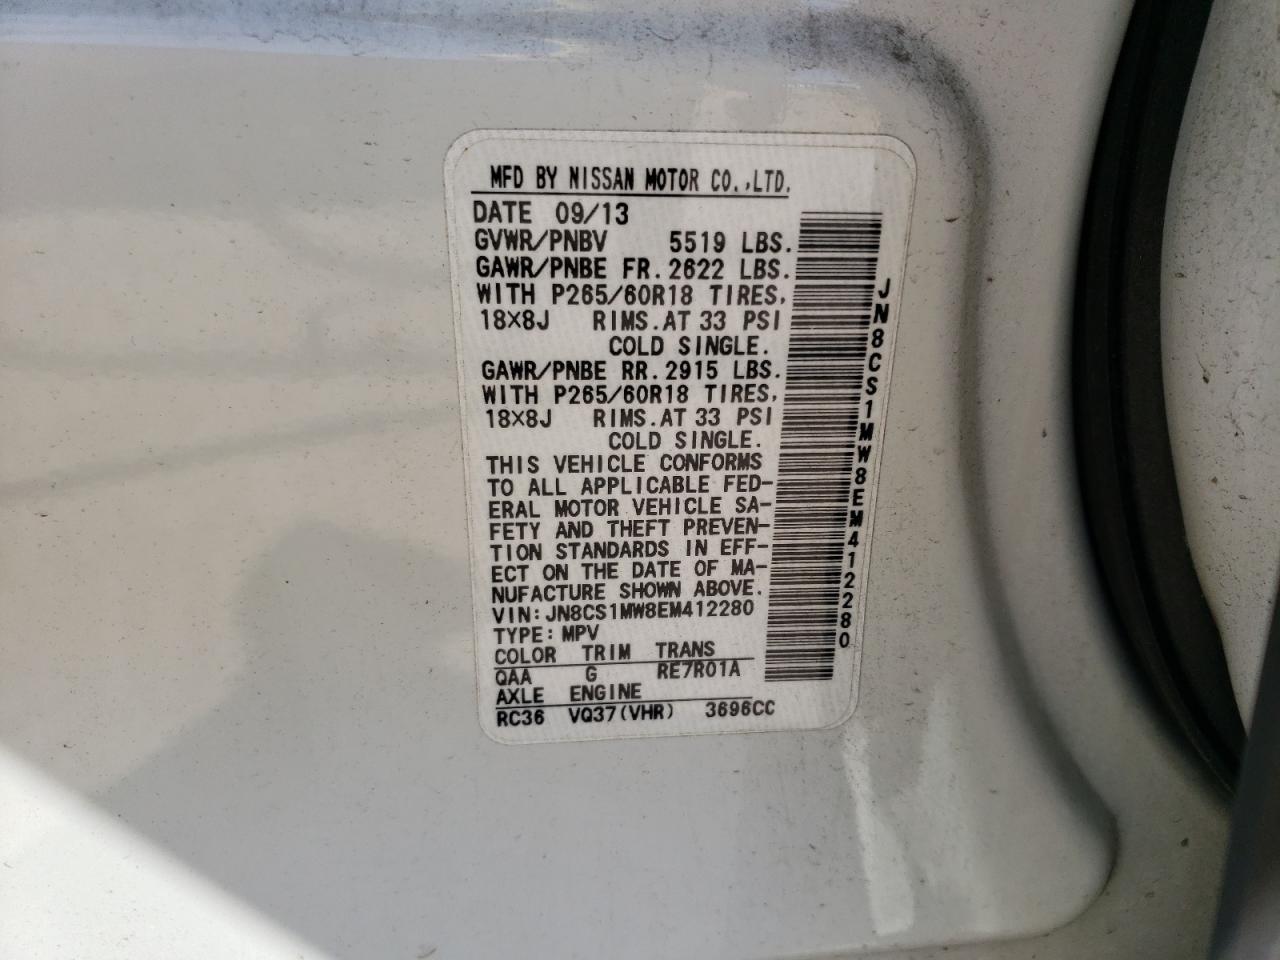 MFD BY NISSAN MOTOR CO.,LTD.
DATE 09/13
GVWR/PNBV 5519 LBS.
GAWR/PNBE FR. 2622 LBS.
WITH P265/60R18 TIRES,
18X8J RIMS. AT 33 PSI
COLD SINGLE.
GAWR/PNBE RR. 2915 LBS.
WITH P265/60R18 TIRES,
18X8J RIMS. AT 33 PSI
COLD SINGLE.
THIS VEHICLE CONFORMS
TO ALL APPLICABLE FED-
ERAL MOTOR VEHICLE SA-
FETY AND THEFT PREVEN-
TION STANDARDS IN EFF-
ECT ON THE DATE OF MA-
NUFACTURE SHOWN ABOVE.
VIN: JN8CS1MW8EM412280
TYPE: MPV
COLOR TRIM TRANS
QAA G RE7R01A
AXLE ENGINE
RC36 VQ37(VHR) 3696CC
JN8CS1MW8EM412280